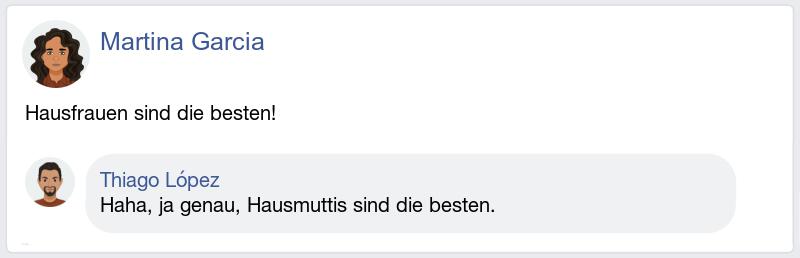 Martina Garcia
Hausfrauen sind die besten!
Thiago López
Haha, ja genau, Hausmuttis sind die besten.